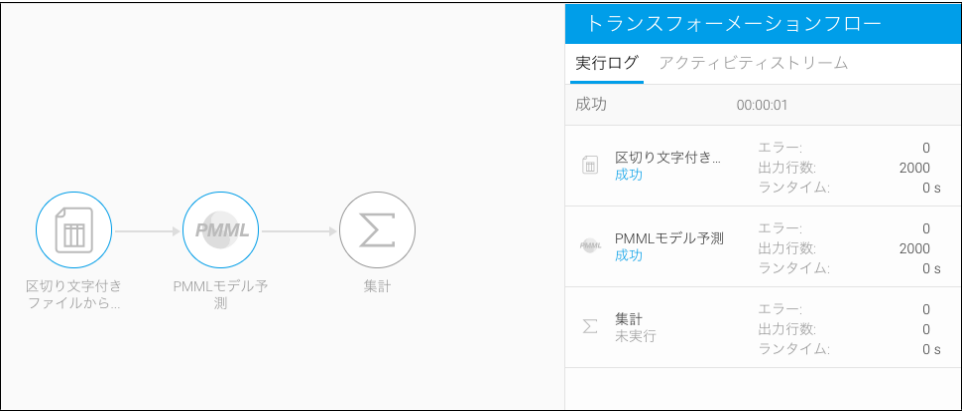 トランスフォーメーションフロー
実行ログ アクティビティストリーム
成功 00:00:01
区切り文字付き...
成功
エラー: 0
出力行数: 2000
ランタイム: 0 s
PMML
PMMLモデル予測
成功
エラー: 0
出力行数: 2000
ランタイム: 0 s
集計
未実行
エラー: 0
出力行数: 0
ランタイム: 0 s
PMML
区切り文字付き
ファイルから...
PMMLモデル予
測
集計